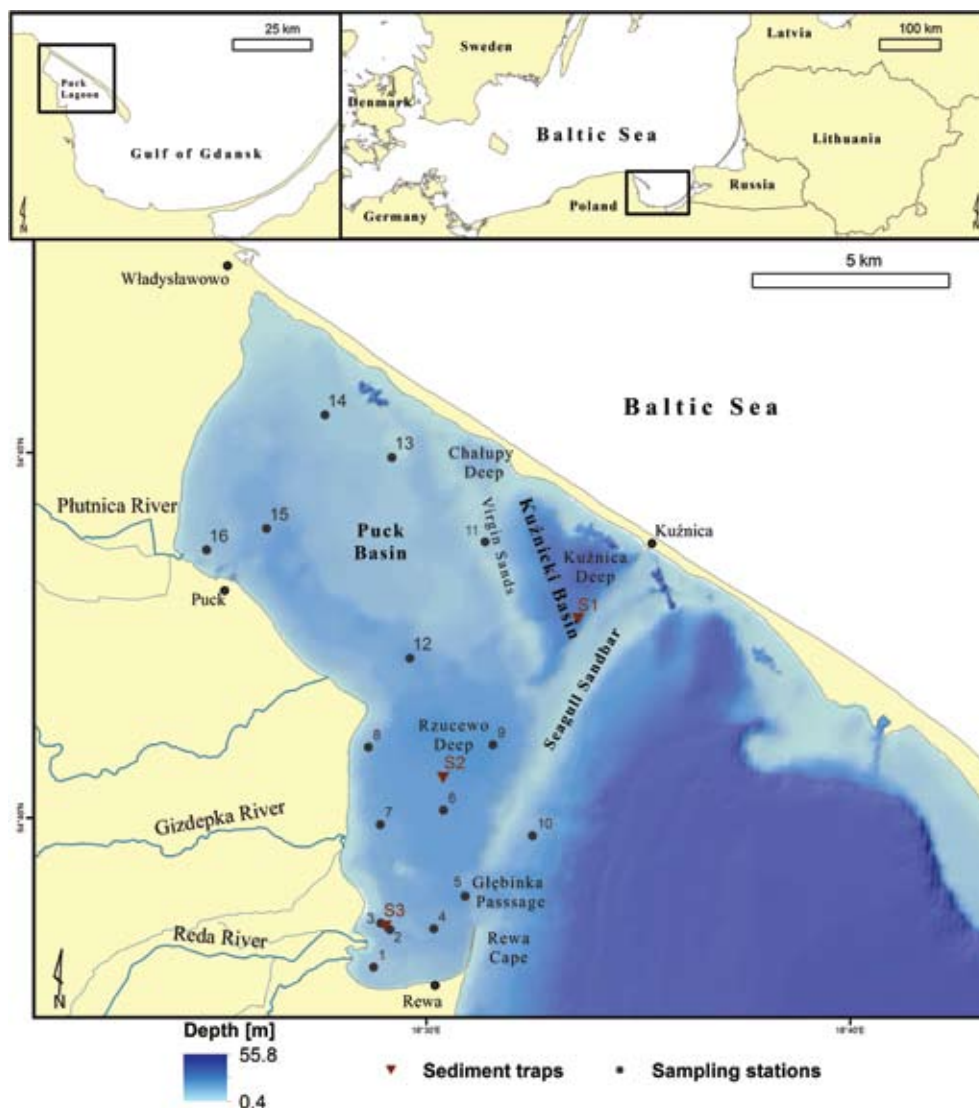 25 km
Puck
Lagoon
Gulf of Gdansk
N
100 km
Latvia
Sweden
Denmark
Baltic Sea
Lithuania
Russia
Poland
Germany
N
Władysławowo
5 km
Baltic Sea
14
13
Chałupy
Deep
Płutnica River
15
16
Puck
Basin
11
Virgin Sands
Kuźnicki Basin
Kuźnica
Deep
Kuźnica
Puck
S1
12
Seagull Sandbar
Rzucewo
Deep
8
9
S2
6
7
10
Gizdepka River
5
Głębinka
Passsage
S3
3
2
4
Reda River
Rewa
Cape
1
Rewa
N
18°30'E
18°40'E
Depth [m]
55.8
0.4
Sediment traps
Sampling stations